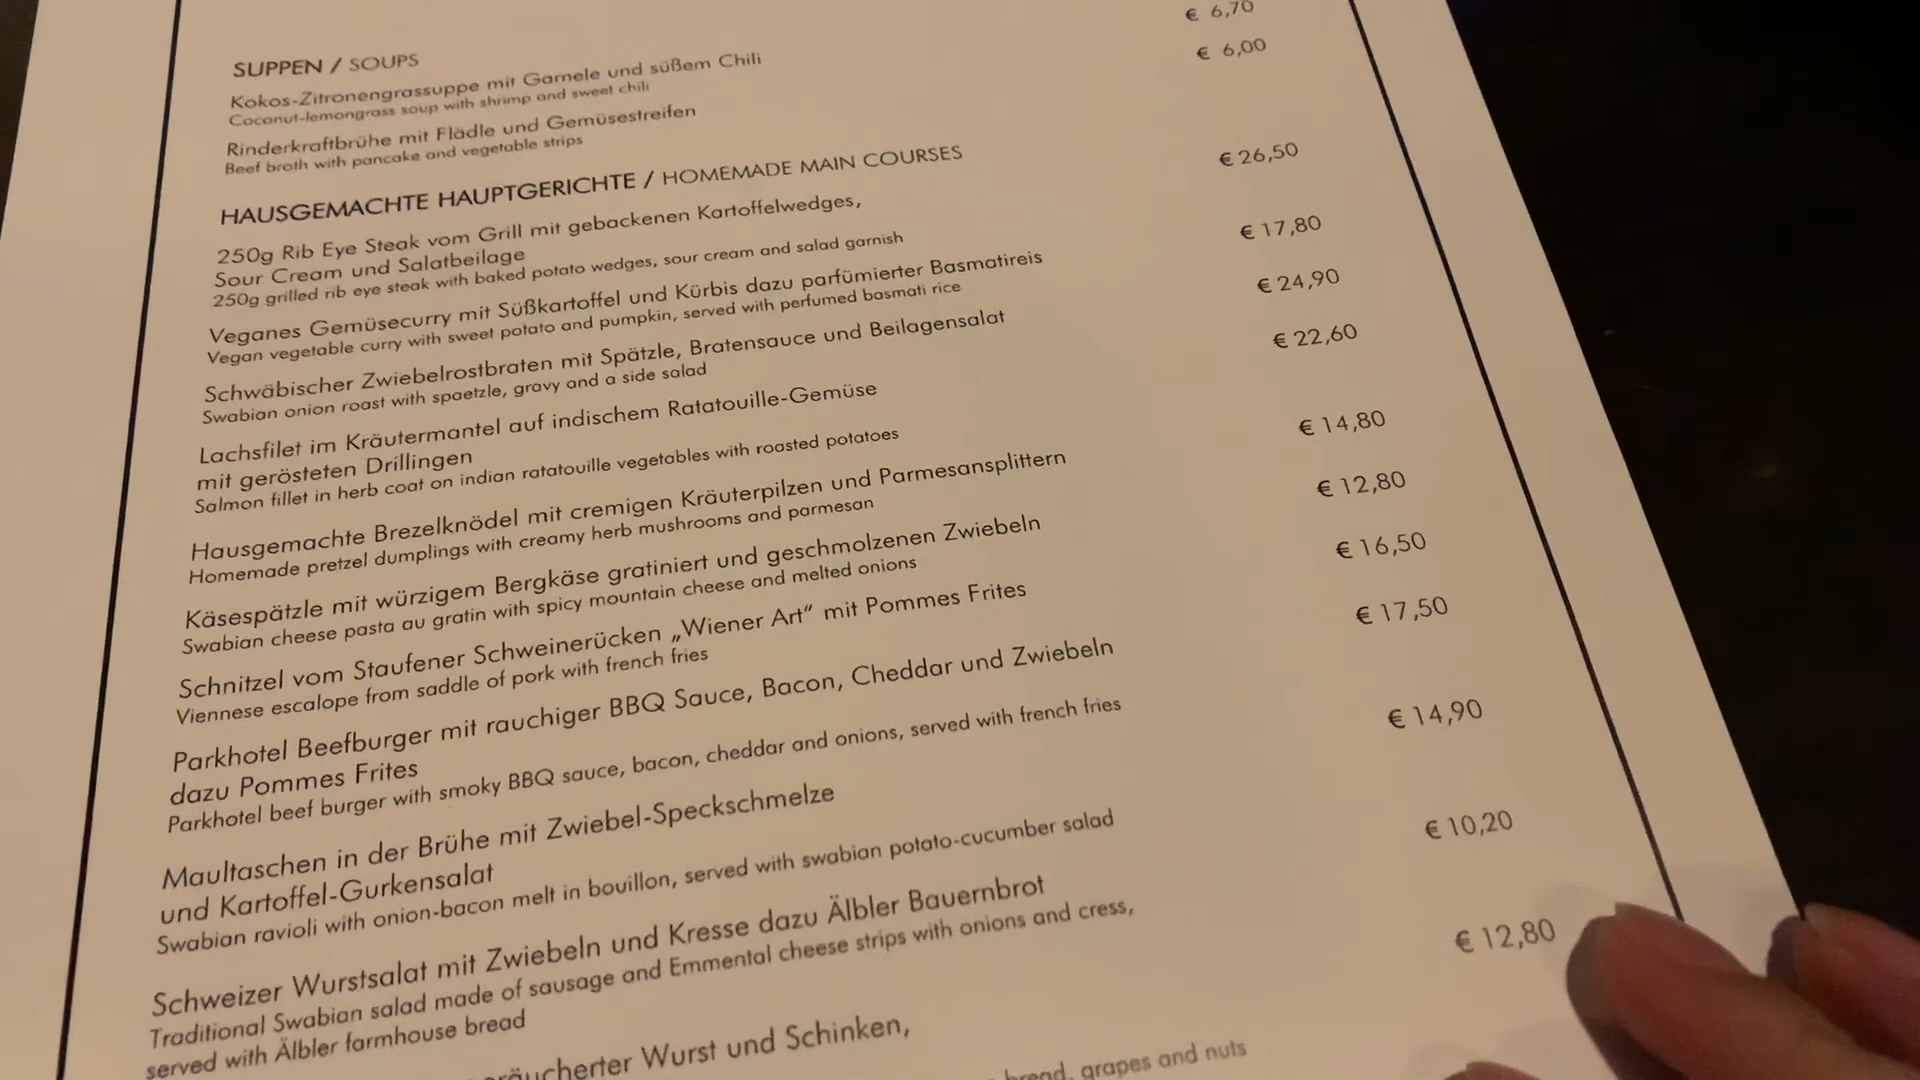 SUPPEN / SOUPS
Kokos-Zitronengrassuppe mit Garnele und süßem Chili € 6,70
Coconut-lemongrass soup with shrimp and sweet chili
Rinderkraftbrühe mit Flädle und Gemüsestreifen € 6,00
Beef broth with pancake and vegetable strips
HAUSGEMACHTE HAUPTGERICHTE / HOMEMADE MAIN COURSES
250g Rib Eye Steak vom Grill mit gebackenen Kartoffelwedges, € 26,50
Sour Cream und Salatbeilage
250g grilled rib eye steak with baked potato wedges, sour cream and salad garnish
Veganes Gemüsecurry mit Süßkartoffel und Kürbis dazu parfümierter Basmatireis € 17,80
Vegan vegetable curry with sweet potato and pumpkin, served with perfumed basmati rice
Schwäbischer Zwiebelrostbraten mit Spätzle, Bratensauce und Beilagensalat € 24,90
Swabian onion roast with spaetzle, gravy and a side salad
Lachsfilet im Kräutermantel auf indischem Ratatouille-Gemüse € 22,60
mit gerösteten Drillingen
Salmon fillet in herb coat on indian ratatouille vegetables with roasted potatoes
Hausgemachte Brezelknödel mit cremigen Kräuterpilzen und Parmesansplittern € 14,80
Homemade pretzel dumplings with creamy herb mushrooms and parmesan
Käsespätzle mit würzigem Bergkäse gratiniert und geschmolzenen Zwiebeln € 12,80
Swabian cheese pasta au gratin with spicy mountain cheese and melted onions
Schnitzel vom Staufener Schweinerücken „Wiener Art“ mit Pommes Frites € 16,50
Viennese escalope from saddle of pork with french fries
Parkhotel Beefburger mit rauchiger BBQ Sauce, Bacon, Cheddar und Zwiebeln € 17,50
dazu Pommes Frites
Parkhotel beef burger with smoky BBQ sauce, bacon, cheddar and onions, served with french fries
Maultaschen in der Brühe mit Zwiebel-Speckschmelze € 14,90
und Kartoffel-Gurkensalat
Swabian ravioli with onion-bacon melt in bouillon, served with swabian potato-cucumber salad
Schweizer Wurstsalat mit Zwiebeln und Kresse dazu Älbler Bauernbrot € 10,20
Traditional Swabian salad made of sausage and Emmental cheese strips with onions and cress,
served with Älbler farmhouse bread
Wurst und Schinken, € 12,80
bread, grapes and nuts